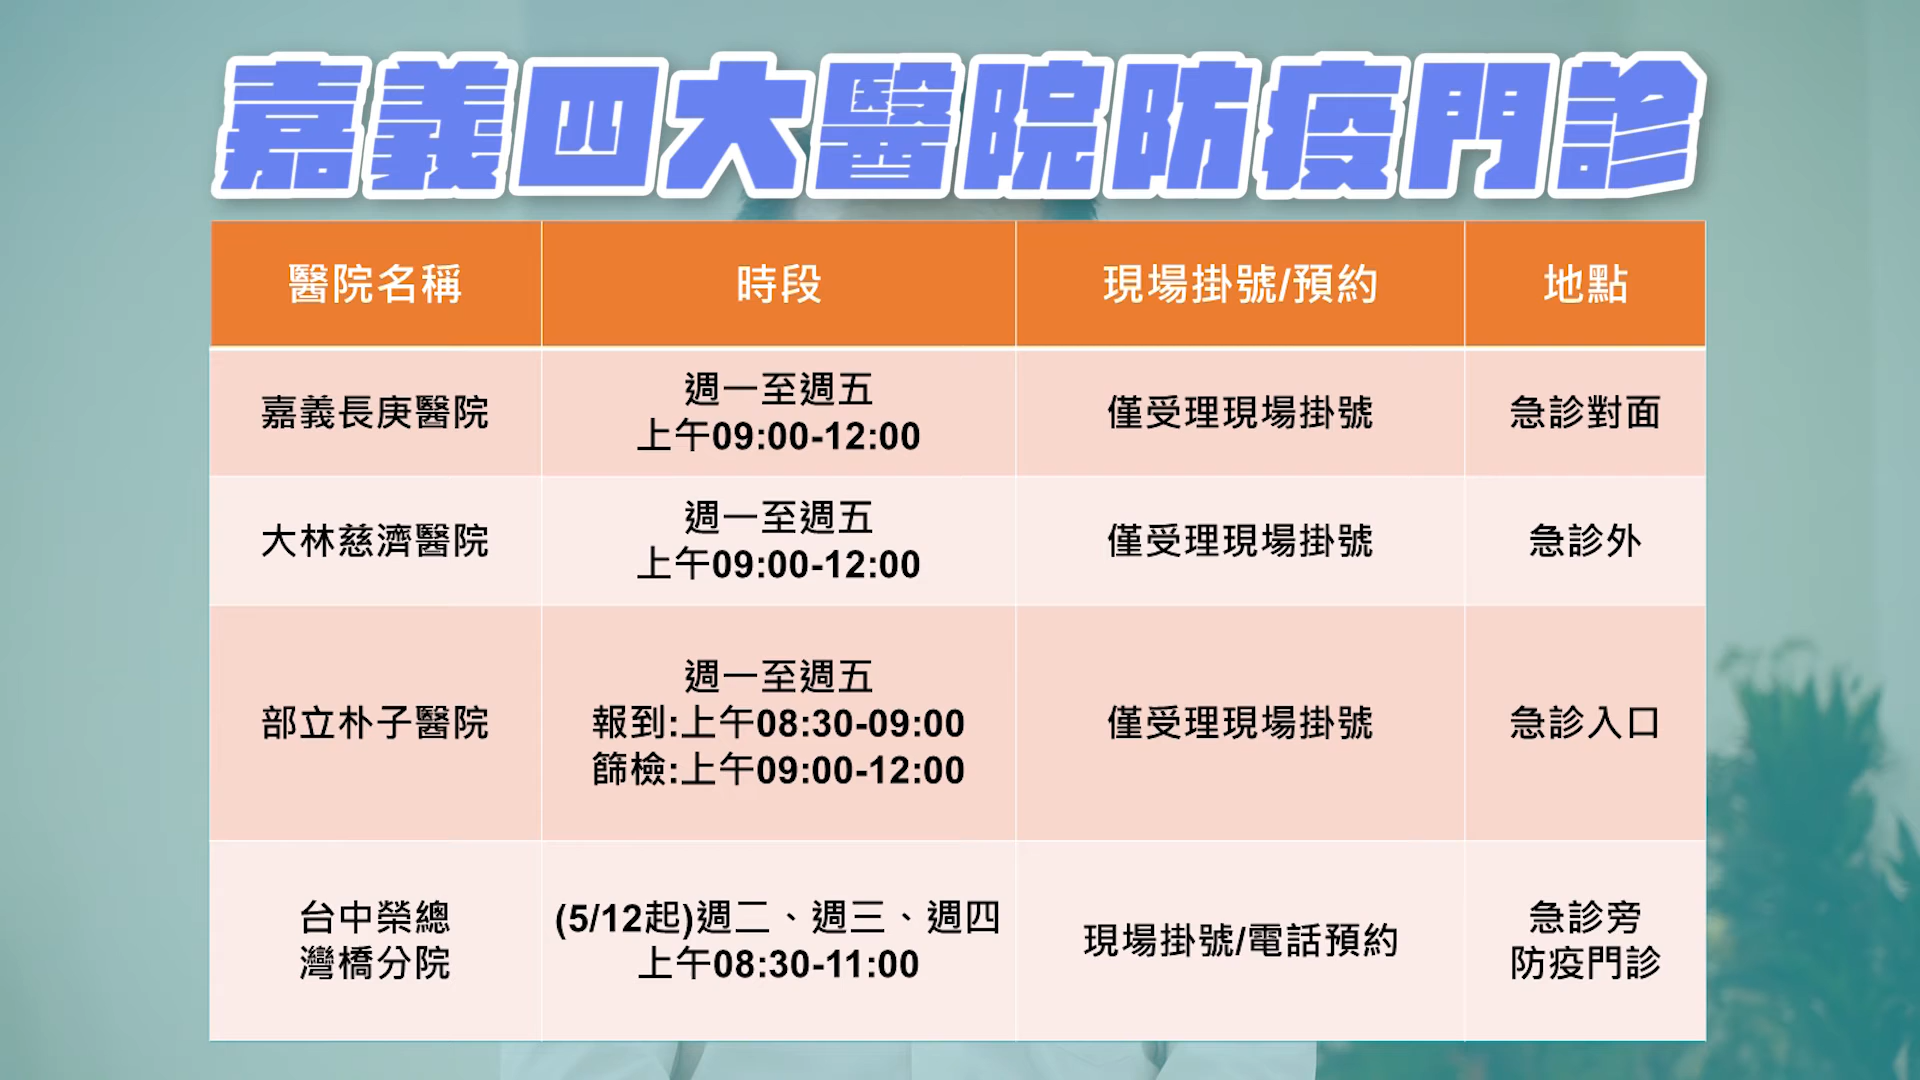 嘉義四大醫院防疫門診
醫院名稱
時段
現場掛號/預約
地點
嘉義長庚醫院
週一至週五
上午09:00-12:00
僅受理現場掛號
急診對面
大林慈濟醫院
週一至週五
上午09:00-12:00
僅受理現場掛號
急診外
部立朴子醫院
週一至週五
報到:上午08:30-09:00
篩檢:上午09:00-12:00
僅受理現場掛號
急診入口
台中榮總
灣橋分院
(5/12起)週二、週三、週四
上午08:30-11:00
現場掛號/電話預約
急診旁
防疫門診